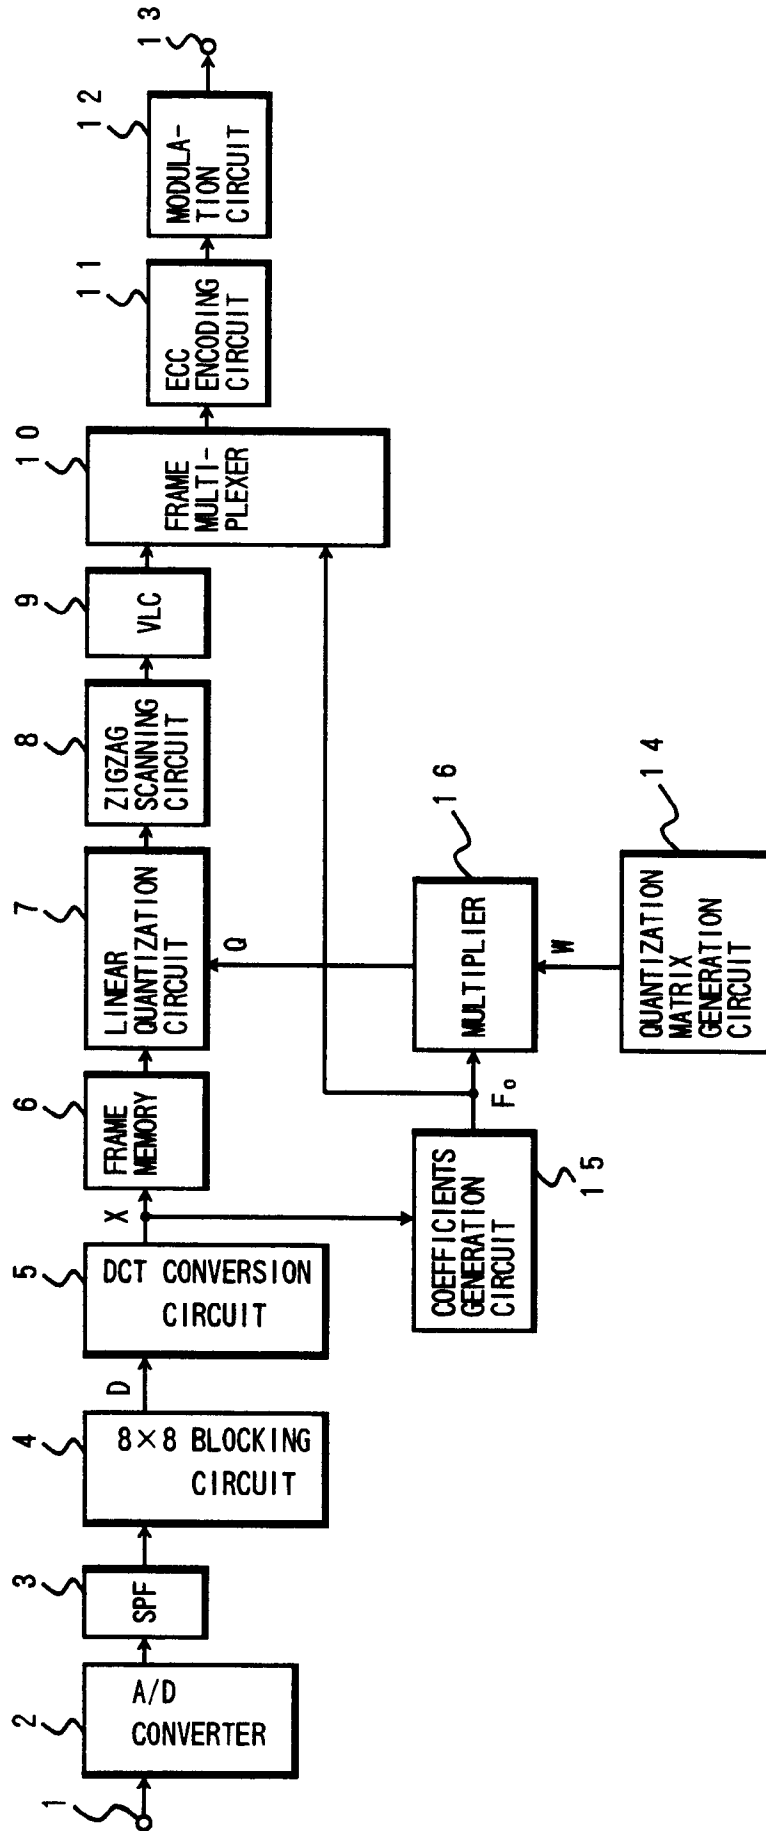 1
2
A/D
CONVERTER
3
SPF
4
8×8 BLOCKING
CIRCUIT
D
5
DCT CONVERSION
CIRCUIT
X
6
FRAME
MEMORY
7
LINEAR
QUANTIZATION
CIRCUIT
8
ZIGZAG
SCANNING
CIRCUIT
9
VLC
10
FRAME
MULTI-
PLEXER
11
ECC
ENCODING
CIRCUIT
12
MODULA-
TION
CIRCUIT
13
COEFFICIENTS
GENERATION
CIRCUIT
15
F₀
Q
MULTIPLIER
16
W
QUANTIZATION
MATRIX
GENERATION
CIRCUIT
14